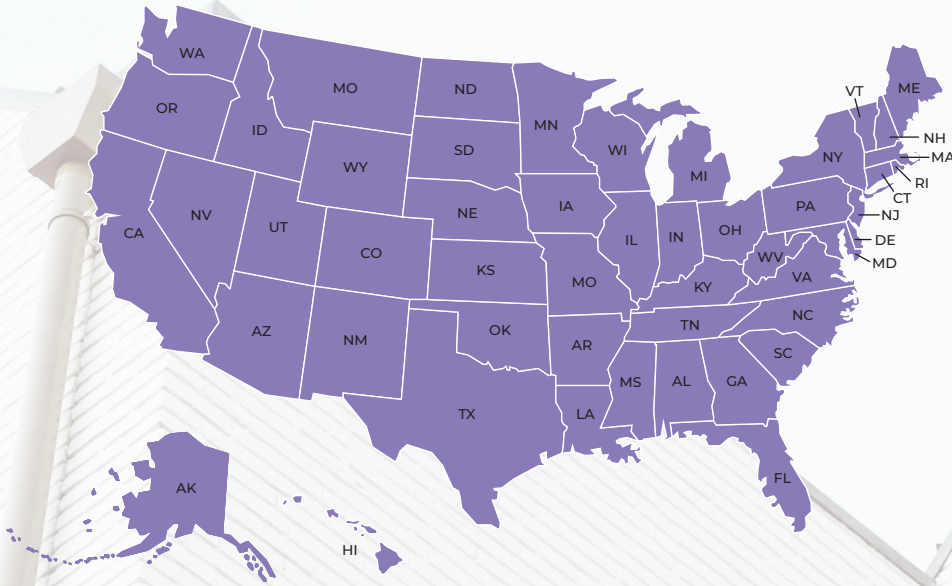 WA
MO
ND
MN
OR
ID
WY
SD
WI
MI
VT
ME
NH
MA
NY
RI
CT
NV
UT
CO
NE
IA
IL
IN
OH
PA
NJ
DE
MD
CA
KS
MO
KY
WV
VA
AZ
NM
OK
AR
TN
NC
SC
TX
LA
MS
AL
GA
FL
AK
HI